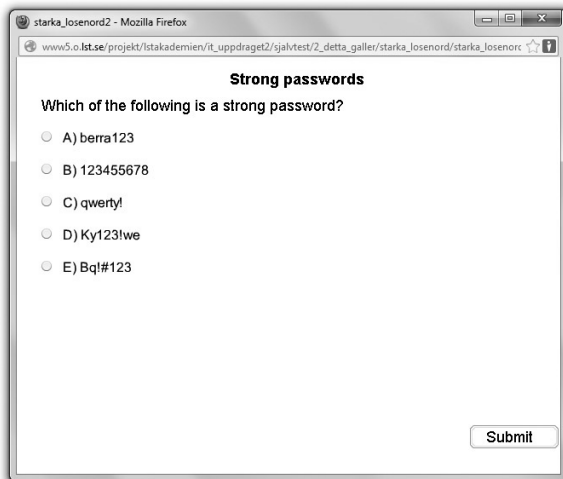 starka_losenord2 - Mozilla Firefox
www5.o.lst.se/projekt/lstakademien/it_uppdraget2/sjalvtest/2_detta_galler/starka_losenord/starka_losenorc
Strong passwords
Which of the following is a strong password?
A) berra123
B) 123455678
C) qwerty!
D) Ky123!we
E) Bq!#123
Submit